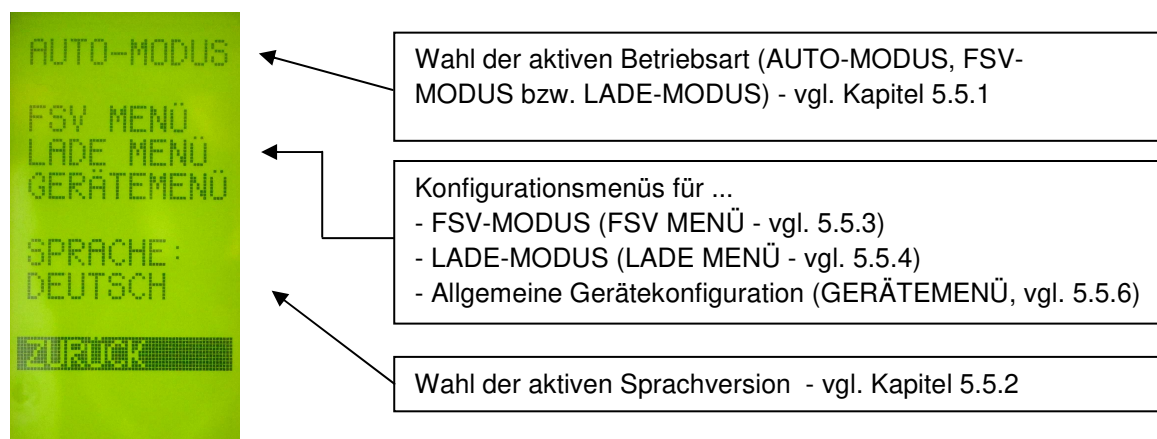 AUTO-MODUS
FSV MENÜ
LADE MENÜ
GERÄTEMENÜ
SPRACHE:
DEUTSCH
ZURÜCK
Wahl der aktiven Betriebsart (AUTO-MODUS, FSV-
MODUS bzw. LADE-MODUS) - vgl. Kapitel 5.5.1
Konfigurationsmenüs für ...
- FSV-MODUS (FSV MENÜ - vgl. 5.5.3)
- LADE-MODUS (LADE MENÜ - vgl. 5.5.4)
- Allgemeine Gerätekonfiguration (GERÄTEMENÜ, vgl. 5.5.6)
Wahl der aktiven Sprachversion - vgl. Kapitel 5.5.2